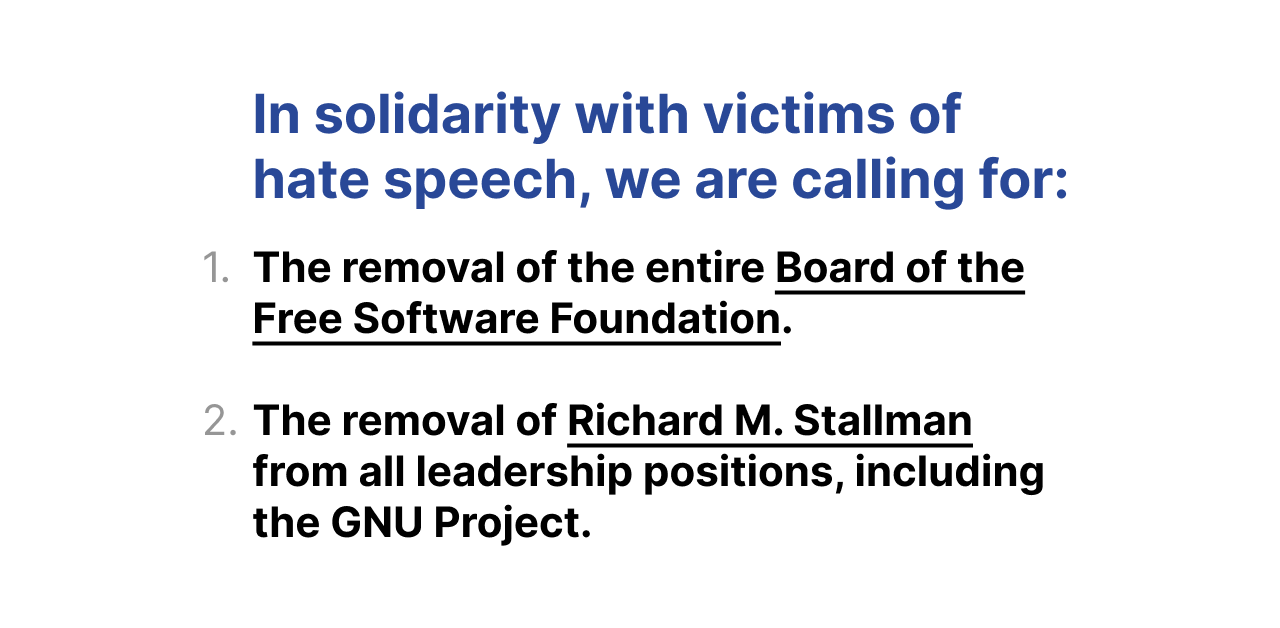 In solidarity with victims of
hate speech, we are calling for:
1. The removal of the entire Board of the
Free Software Foundation.
2. The removal of Richard M. Stallman
from all leadership positions, including
the GNU Project.